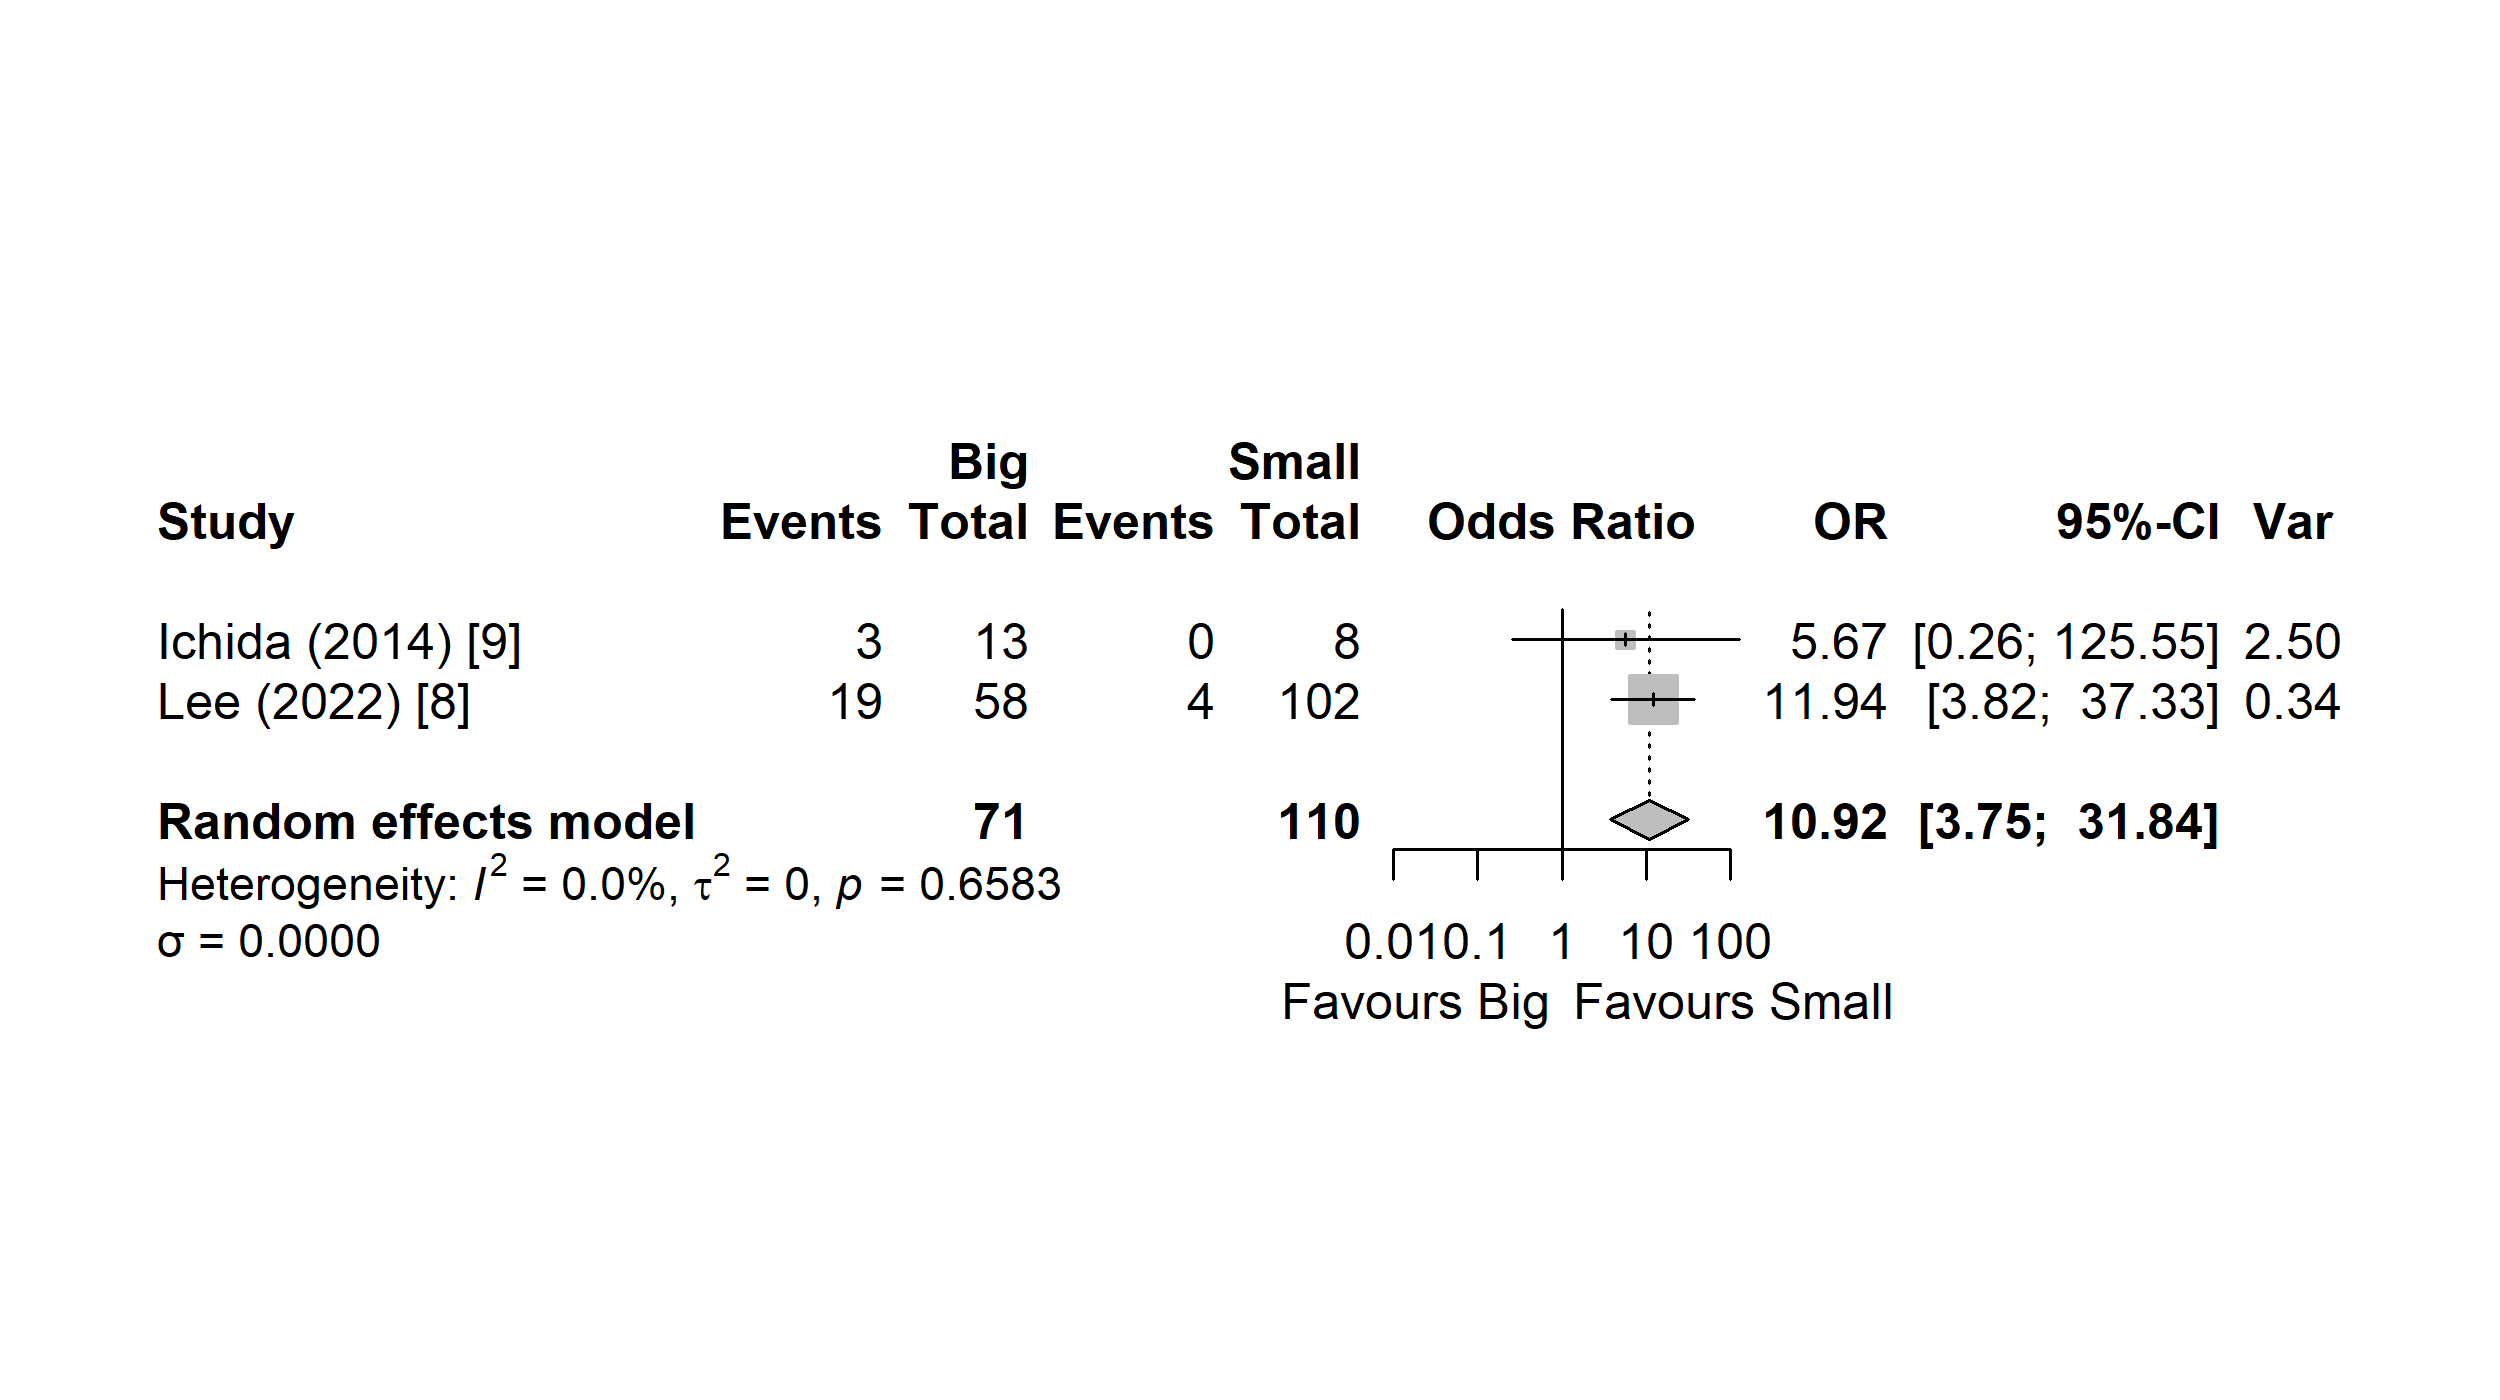 Big Small
Study Events Total Events Total Odds Ratio OR 95%-CI Var
Ichida (2014) [9] 3 13 0 8 5.67 [0.26; 125.55] 2.50
Lee (2022) [8] 19 58 4 102 11.94 [3.82; 37.33] 0.34
Random effects model 71 110 10.92 [3.75; 31.84]
Heterogeneity: I² = 0.0%, τ² = 0, p = 0.6583
σ = 0.0000
0.01 0.1 1 10 100
Favours Big Favours Small